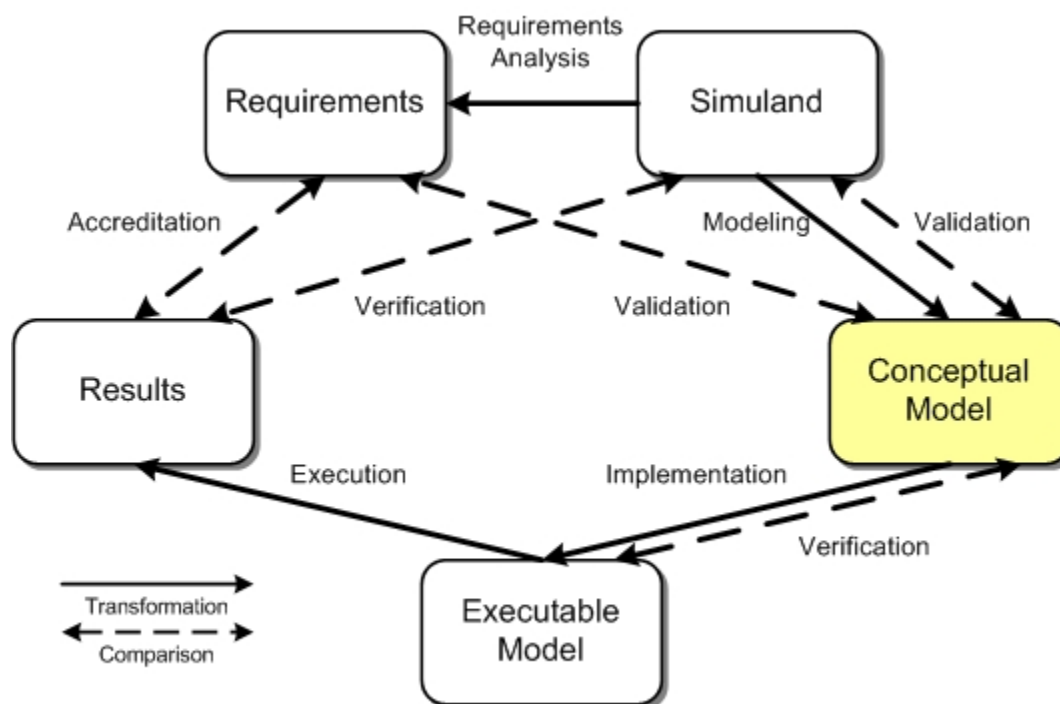 Requirements
Analysis
Requirements
Simuland
Accreditation
Modeling
Validation
Verification
Validation
Results
Conceptual
Model
Execution
Implementation
Verification
Transformation
Comparison
Executable
Model